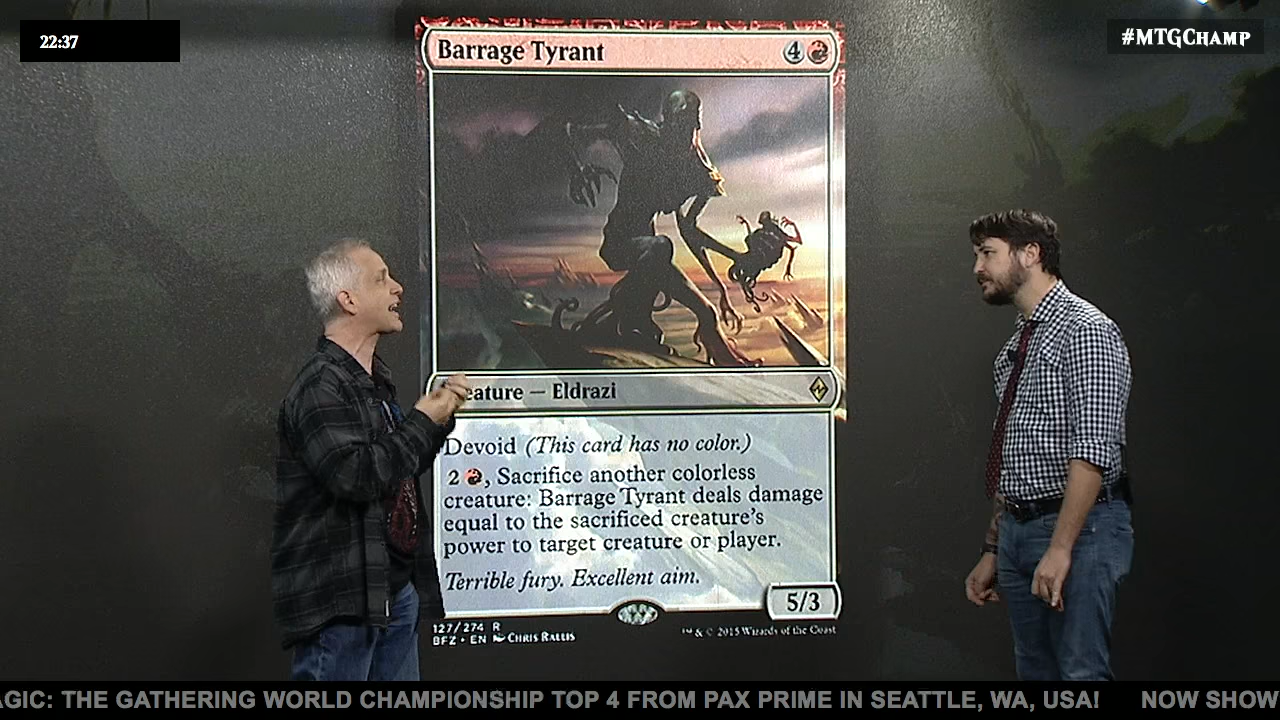 22:37
#MTGCHAMP
Barrage Tyrant 4
eature — Eldrazi
Devoid (This card has no color.)
2 , Sacrifice another colorless
creature: Barrage Tyrant deals damage
equal to the sacrificed creature's
power to target creature or player.
Terrible fury. Excellent aim.
5/3
127/274 R
BFZ • EN CHRIS RALLIS
™ & © 2015 Wizards of the Coast
AGIC: THE GATHERING WORLD CHAMPIONSHIP TOP 4 FROM PAX PRIME IN SEATTLE, WA, USA! NOW SHOW